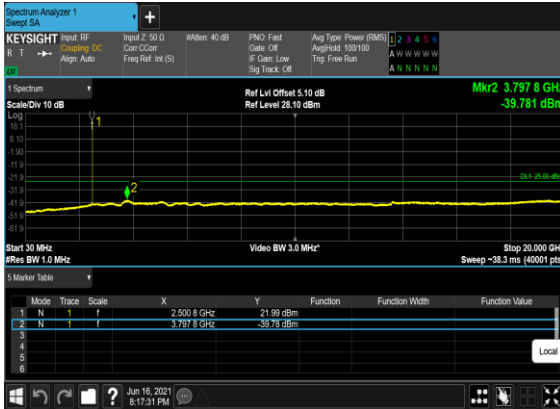 Spectrum Analyzer 1
Swept SA
+
KEYSIGHT
R T
LXI
Input: RF
Coupling: DC
Align: Auto
Input Z: 50 Ω
Corr CCorr
Freq Ref: Int (S)
#Atten: 40 dB
PNO: Fast
Gate: Off
IF Gain: Low
Sig Track: Off
Avg Type: Power (RMS)
Avg|Hold: 100/100
Trig: Free Run
1 2 3 4 5 6
A W W W W W
A N N N N N
1 Spectrum
Scale/Div 10 dB
Ref Lvl Offset 5.10 dB
Ref Level 28.10 dBm
Mkr2 3.797 8 GHz
-39.781 dBm
Log
18.1
8.10
-1.90
-11.9
-21.9
-31.9
-41.9
-51.9
-61.9
1
2
DL1 -25.00 dBm
Start 30 MHz
#Res BW 1.0 MHz
Video BW 3.0 MHz*
Stop 20.000 GH
Sweep ~38.3 ms (40001 pts
5 Marker Table
Mode Trace Scale X Y Function Function Width Function Value
1 N 1 f 2.500 8 GHz 21.99 dBm
2 N 1 f 3.797 8 GHz -39.78 dBm
3
4
5
6
Local
?
Jun 16, 2021
8:17:31 PM